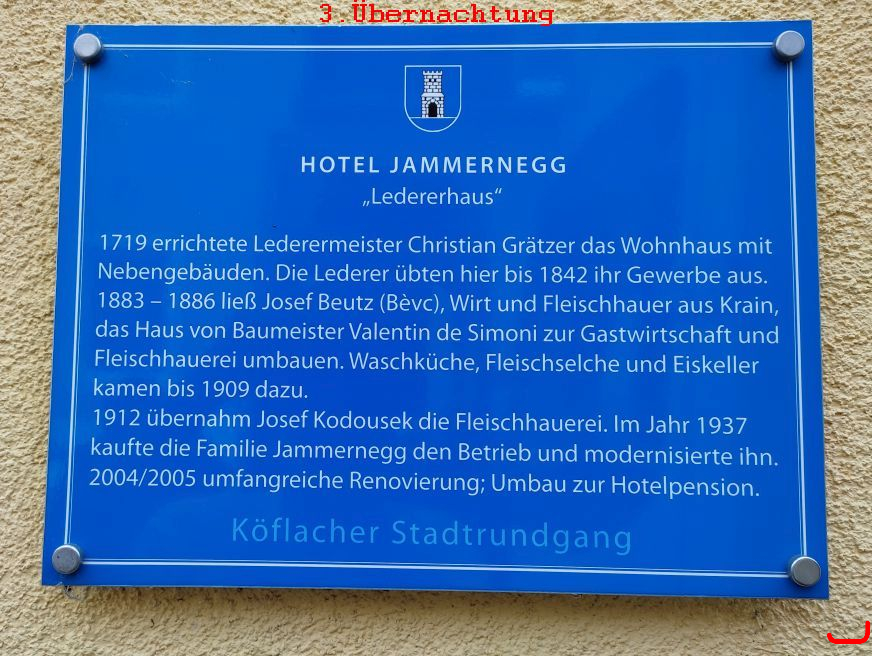 3.Übernachtung
HOTEL JAMMERNEGG
„Ledererhaus“
1719 errichtete Lederermeister Christian Grätzer das Wohnhaus mit
Nebengebäuden. Die Lederer übten hier bis 1842 ihr Gewerbe aus.
1883 – 1886 ließ Josef Beutz (Bèvc), Wirt und Fleischhauer aus Krain,
das Haus von Baumeister Valentin de Simoni zur Gastwirtschaft und
Fleischhauerei umbauen. Waschküche, Fleischselche und Eiskeller
kamen bis 1909 dazu.
1912 übernahm Josef Kodousek die Fleischhauerei. Im Jahr 1937
kaufte die Familie Jammernegg den Betrieb und modernisierte ihn.
2004/2005 umfangreiche Renovierung; Umbau zur Hotelpension.
Köflacher Stadtrundgang